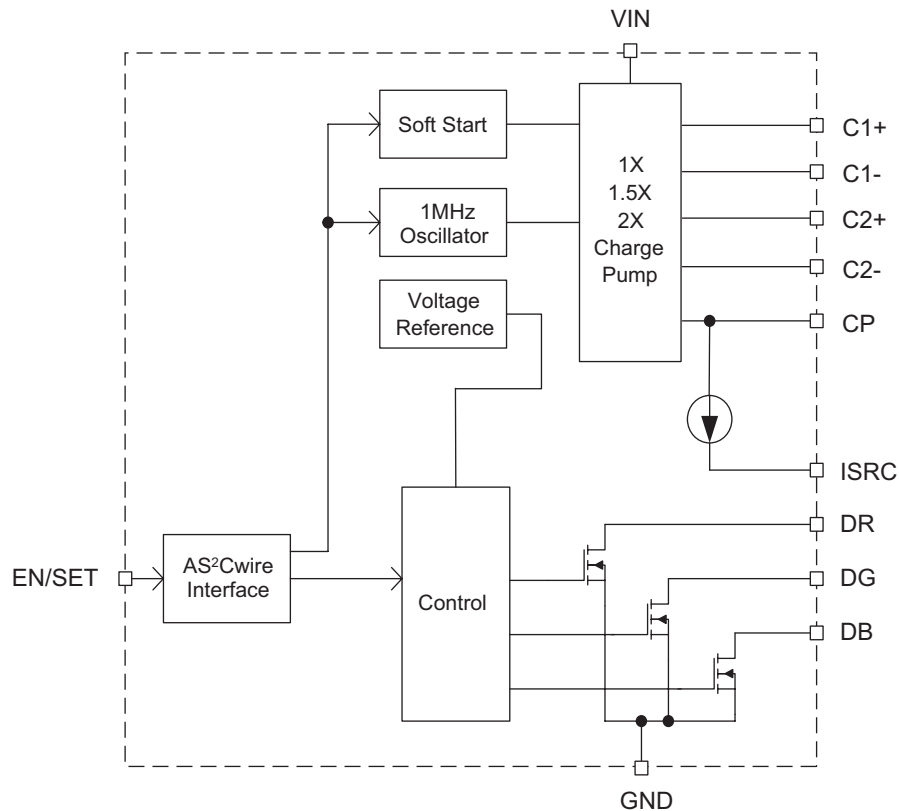 VIN
Soft Start
1MHz
Oscillator
Voltage
Reference
1X
1.5X
2X
Charge
Pump
C1+
C1-
C2+
C2-
CP
ISRC
DR
DG
DB
EN/SET
AS²Cwire
Interface
Control
GND